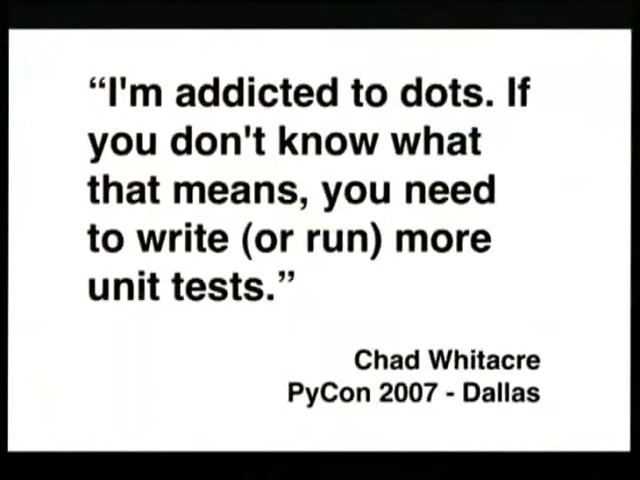 “I'm addicted to dots. If
you don't know what
that means, you need
to write (or run) more
unit tests.”
Chad Whitacre
PyCon 2007 - Dallas